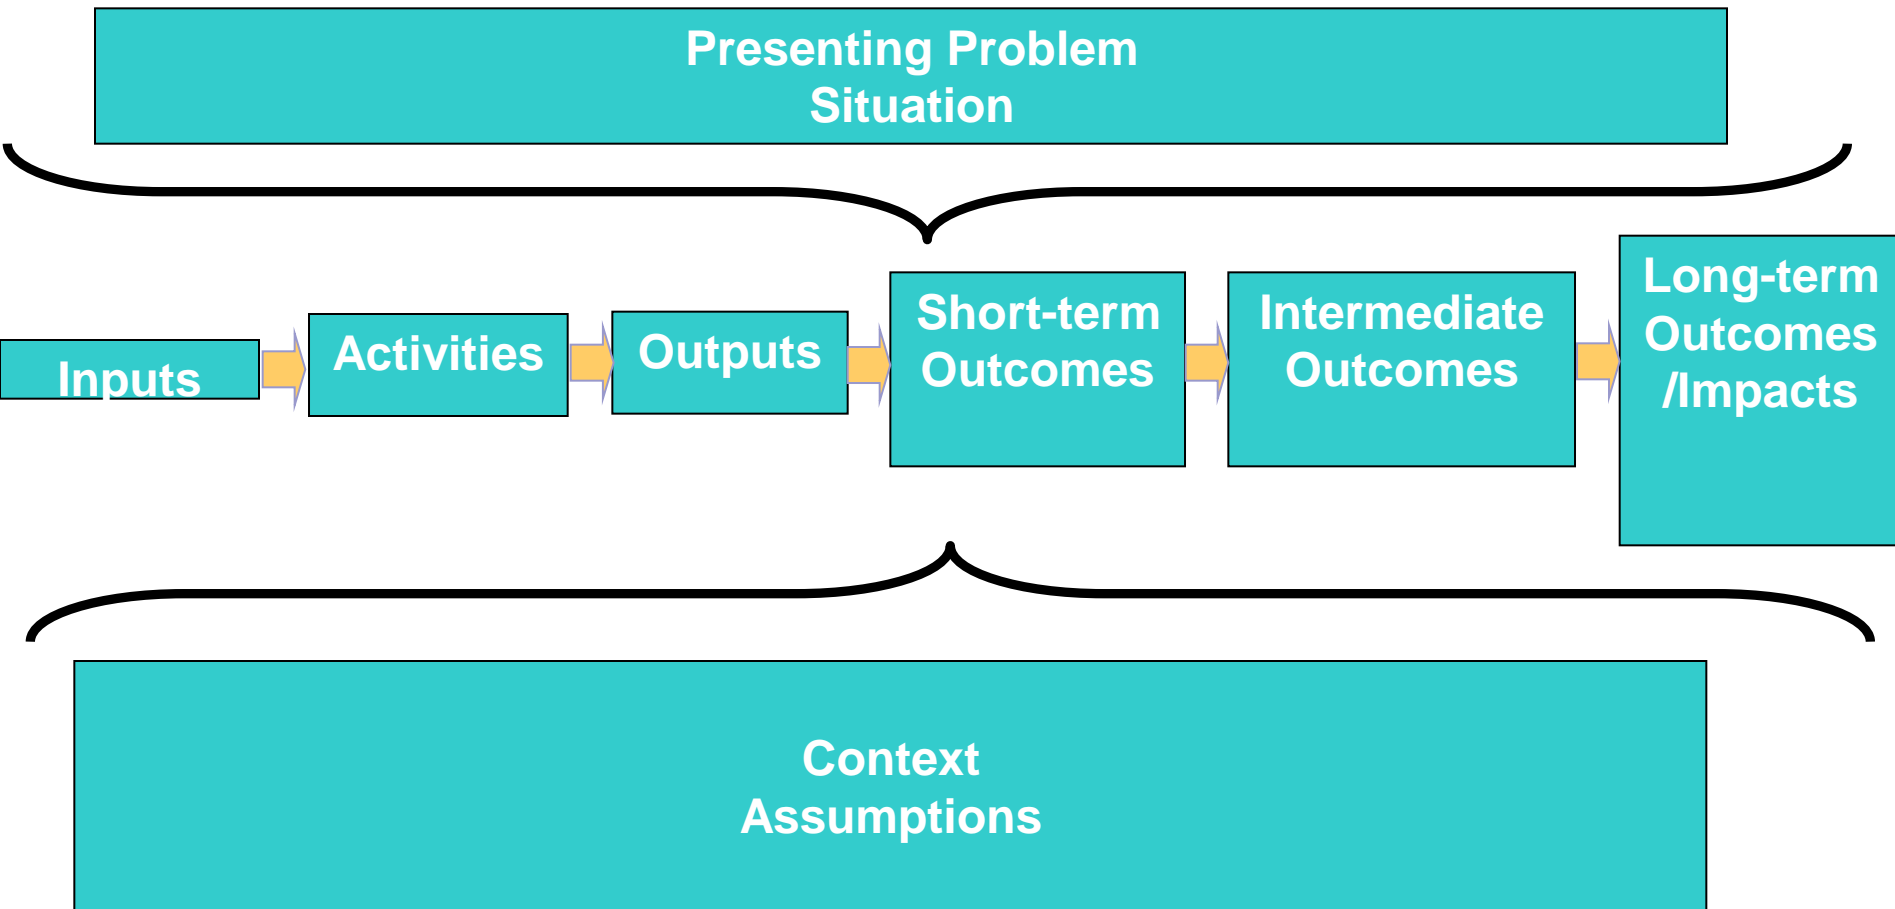 Presenting Problem
Situation
Inputs
Activities
Outputs
Short-term
Outcomes
Intermediate
Outcomes
Long-term
Outcomes
/Impacts
Context
Assumptions